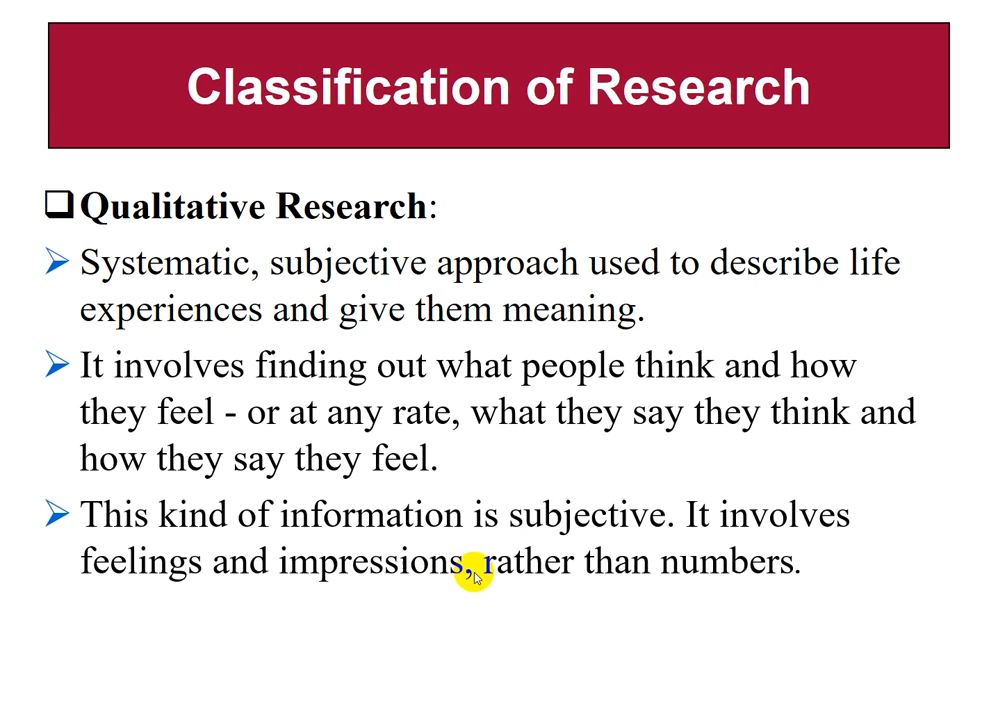 Classification of Research
Qualitative Research:
Systematic, subjective approach used to describe life
experiences and give them meaning.
It involves finding out what people think and how
they feel - or at any rate, what they say they think and
how they say they feel.
This kind of information is subjective. It involves
feelings and impressions, rather than numbers.